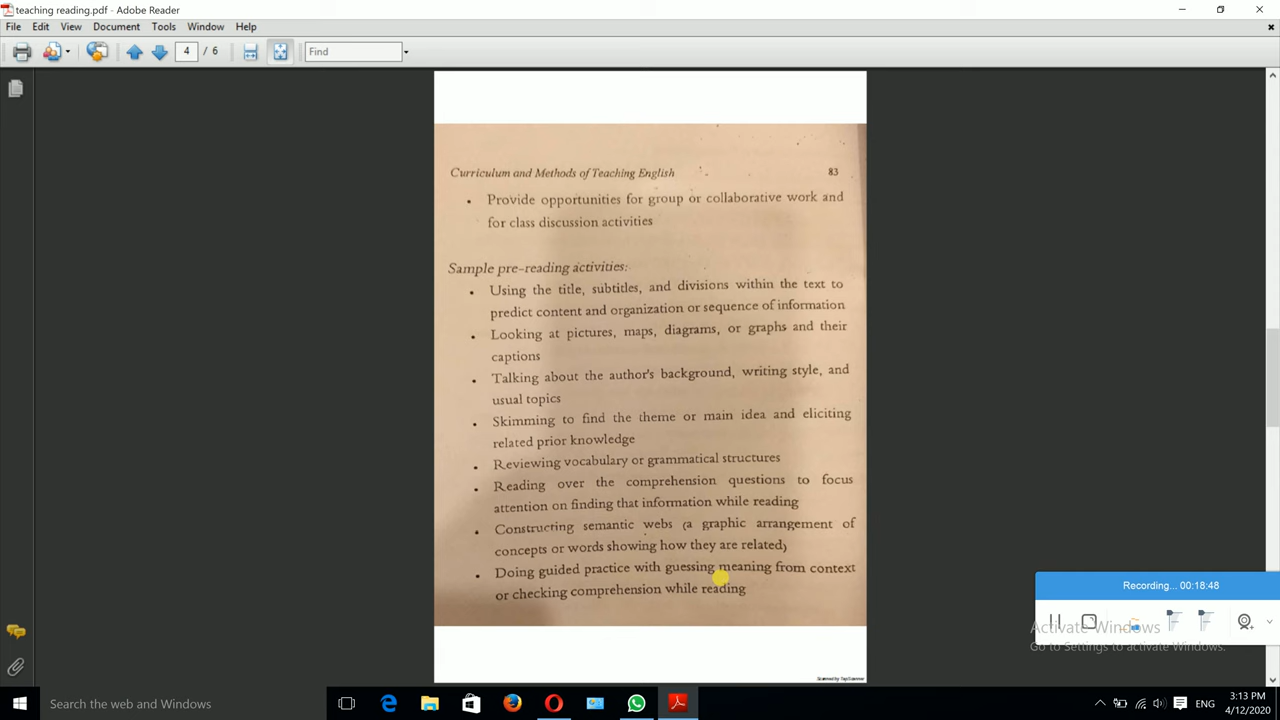 teaching reading.pdf - Adobe Reader
File Edit View Document Tools Window Help
4 / 6 Find
Curriculum and Methods of Teaching English 83
• Provide opportunities for group or collaborative work and
for class discussion activities
Sample pre-reading activities:
• Using the title, subtitles, and divisions within the text to
predict content and organization or sequence of information
• Looking at pictures, maps, diagrams, or graphs and their
captions
• Talking about the author's background, writing style, and
usual topics
• Skimming to find the theme or main idea and eliciting
related prior knowledge
• Reviewing vocabulary or grammatical structures
• Reading over the comprehension questions to focus
attention on finding that information while reading
• Constructing semantic webs (a graphic arrangement of
concepts or words showing how they are related)
• Doing guided practice with guessing meaning from context
or checking comprehension while reading
Scanned by TapScanner
Recording... 00:18:48
Activate Windows
Go to Settings to activate Windows.
Search the web and Windows
ENG
3:13 PM
4/12/2020